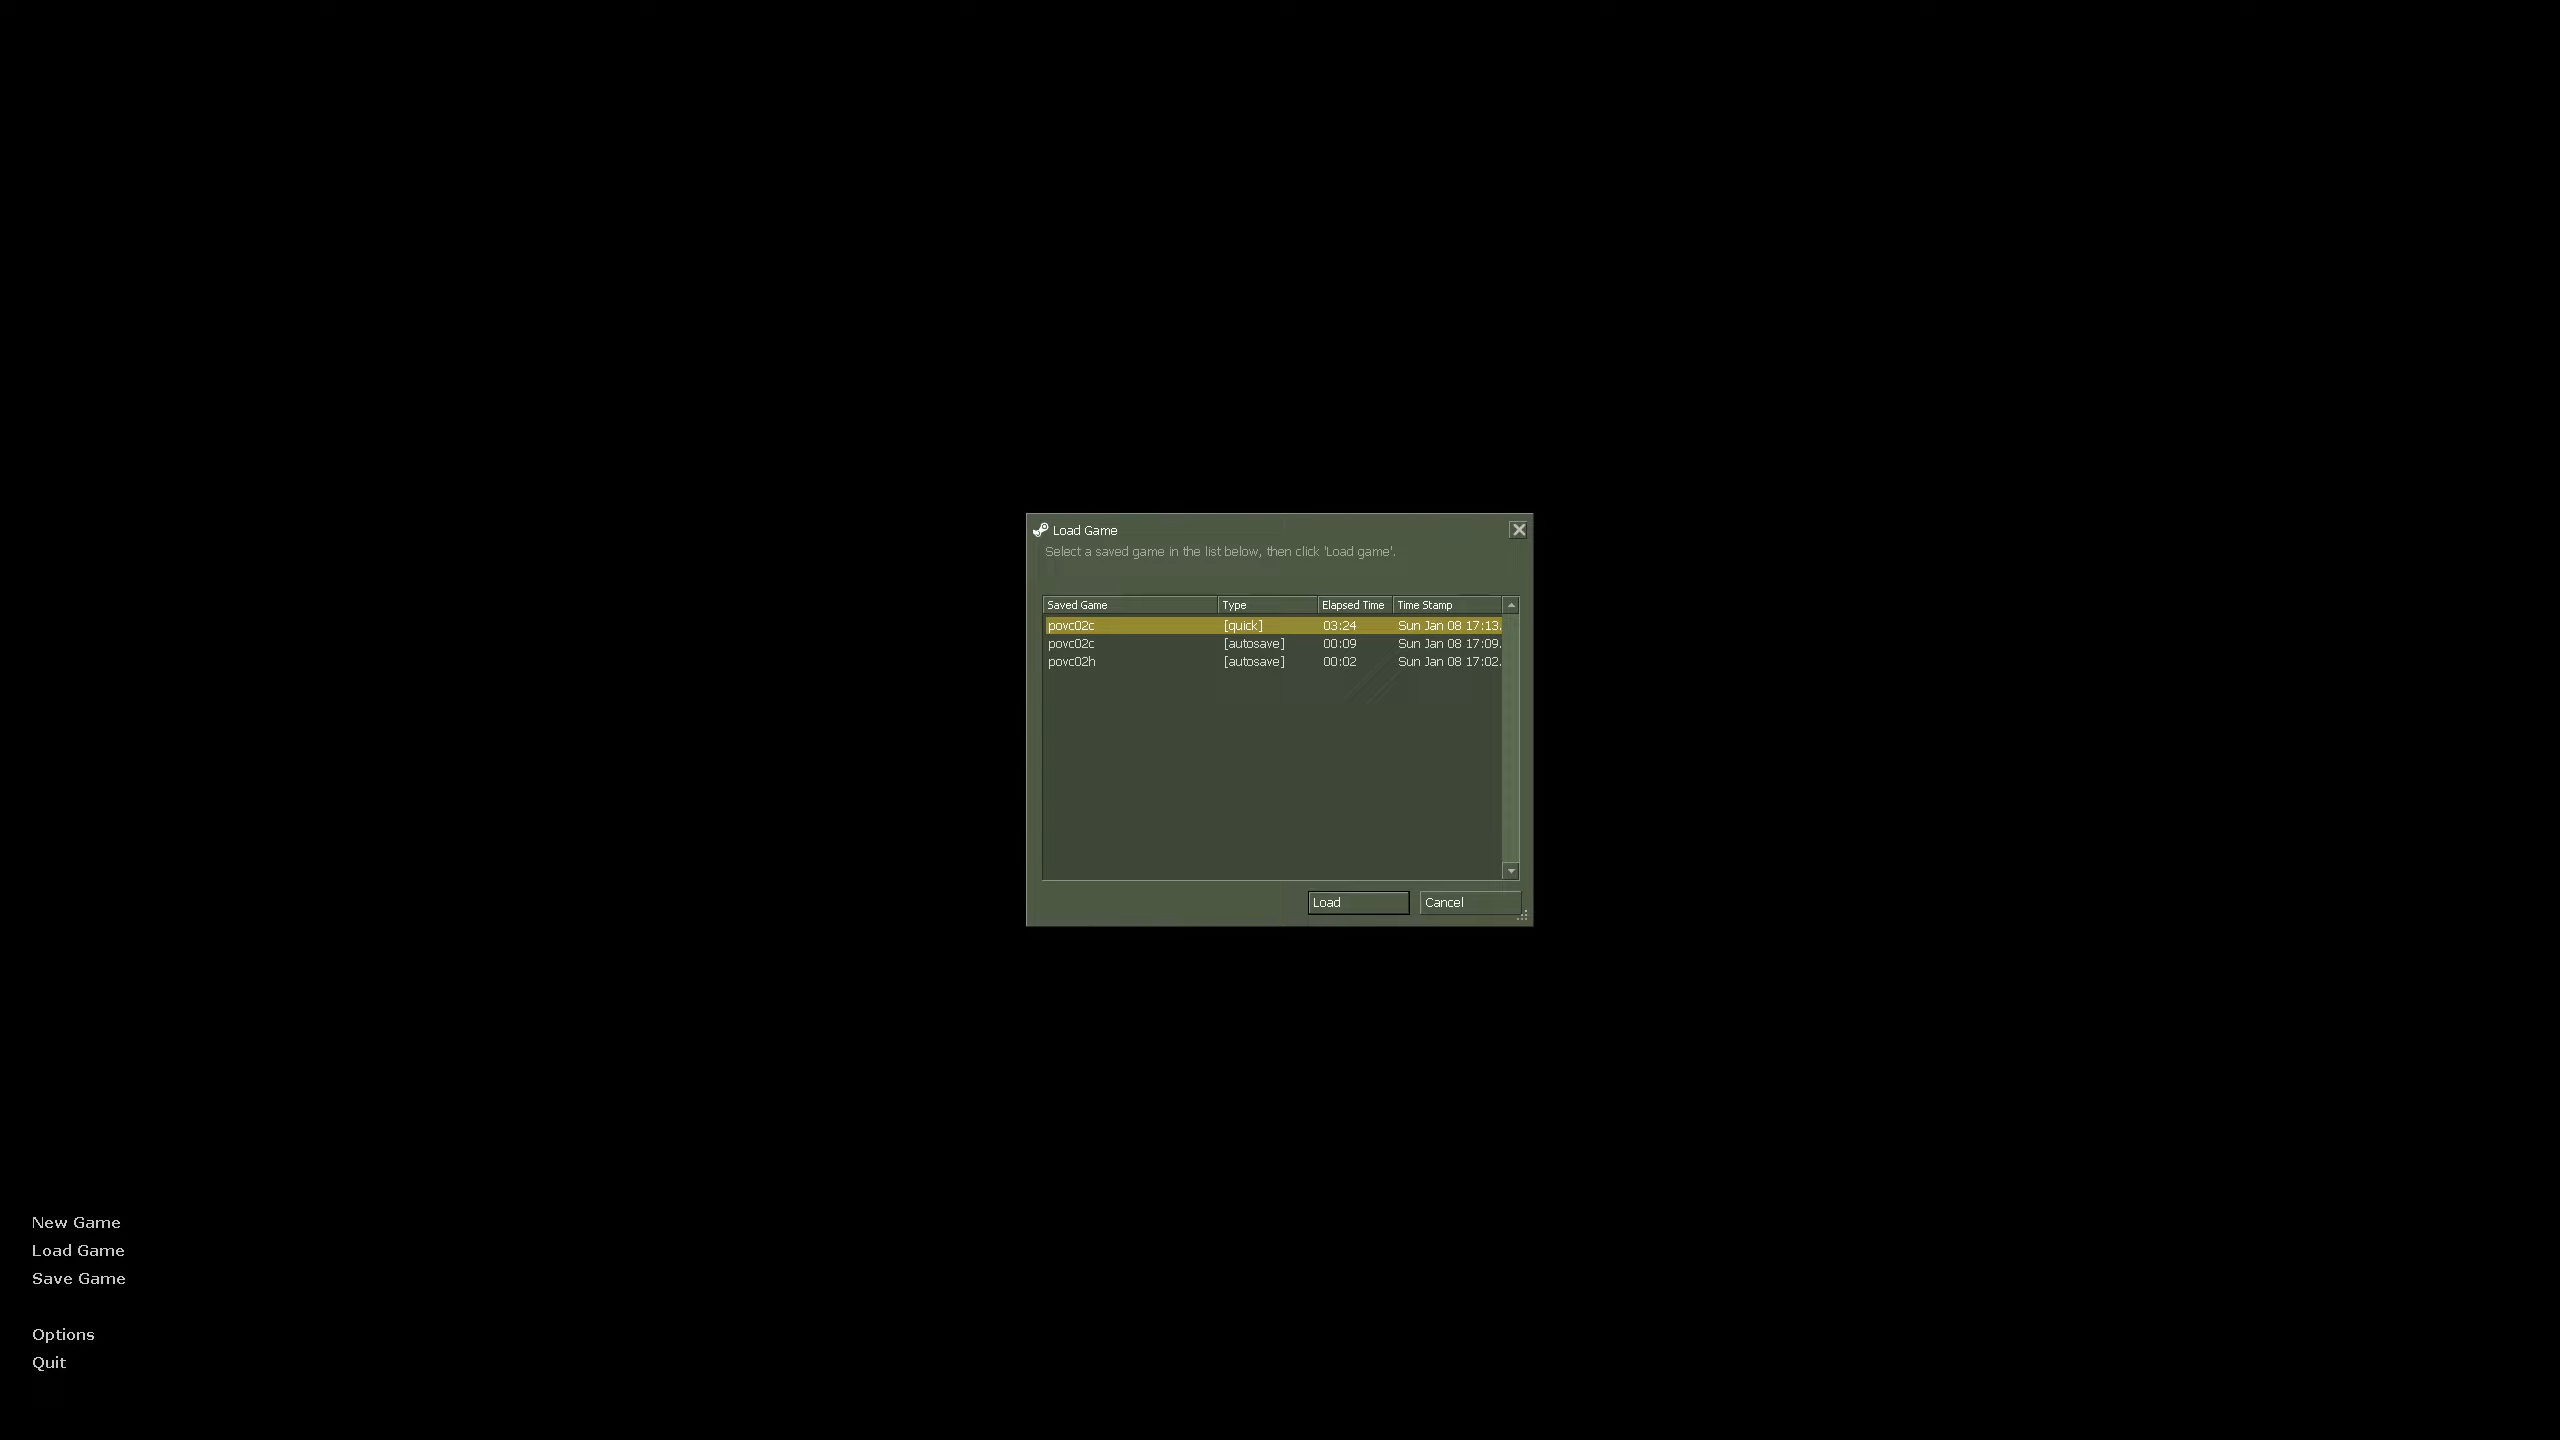 Load Game
Select a saved game in the list below, then click 'Load game'.
Saved Game Type Elapsed Time Time Stamp
povc02c [quick] 03:24 Sun Jan 08 17:13.
povc02c [autosave] 00:09 Sun Jan 08 17:09.
povc02h [autosave] 00:02 Sun Jan 08 17:02.
Load Cancel
New Game
Load Game
Save Game
Options
Quit